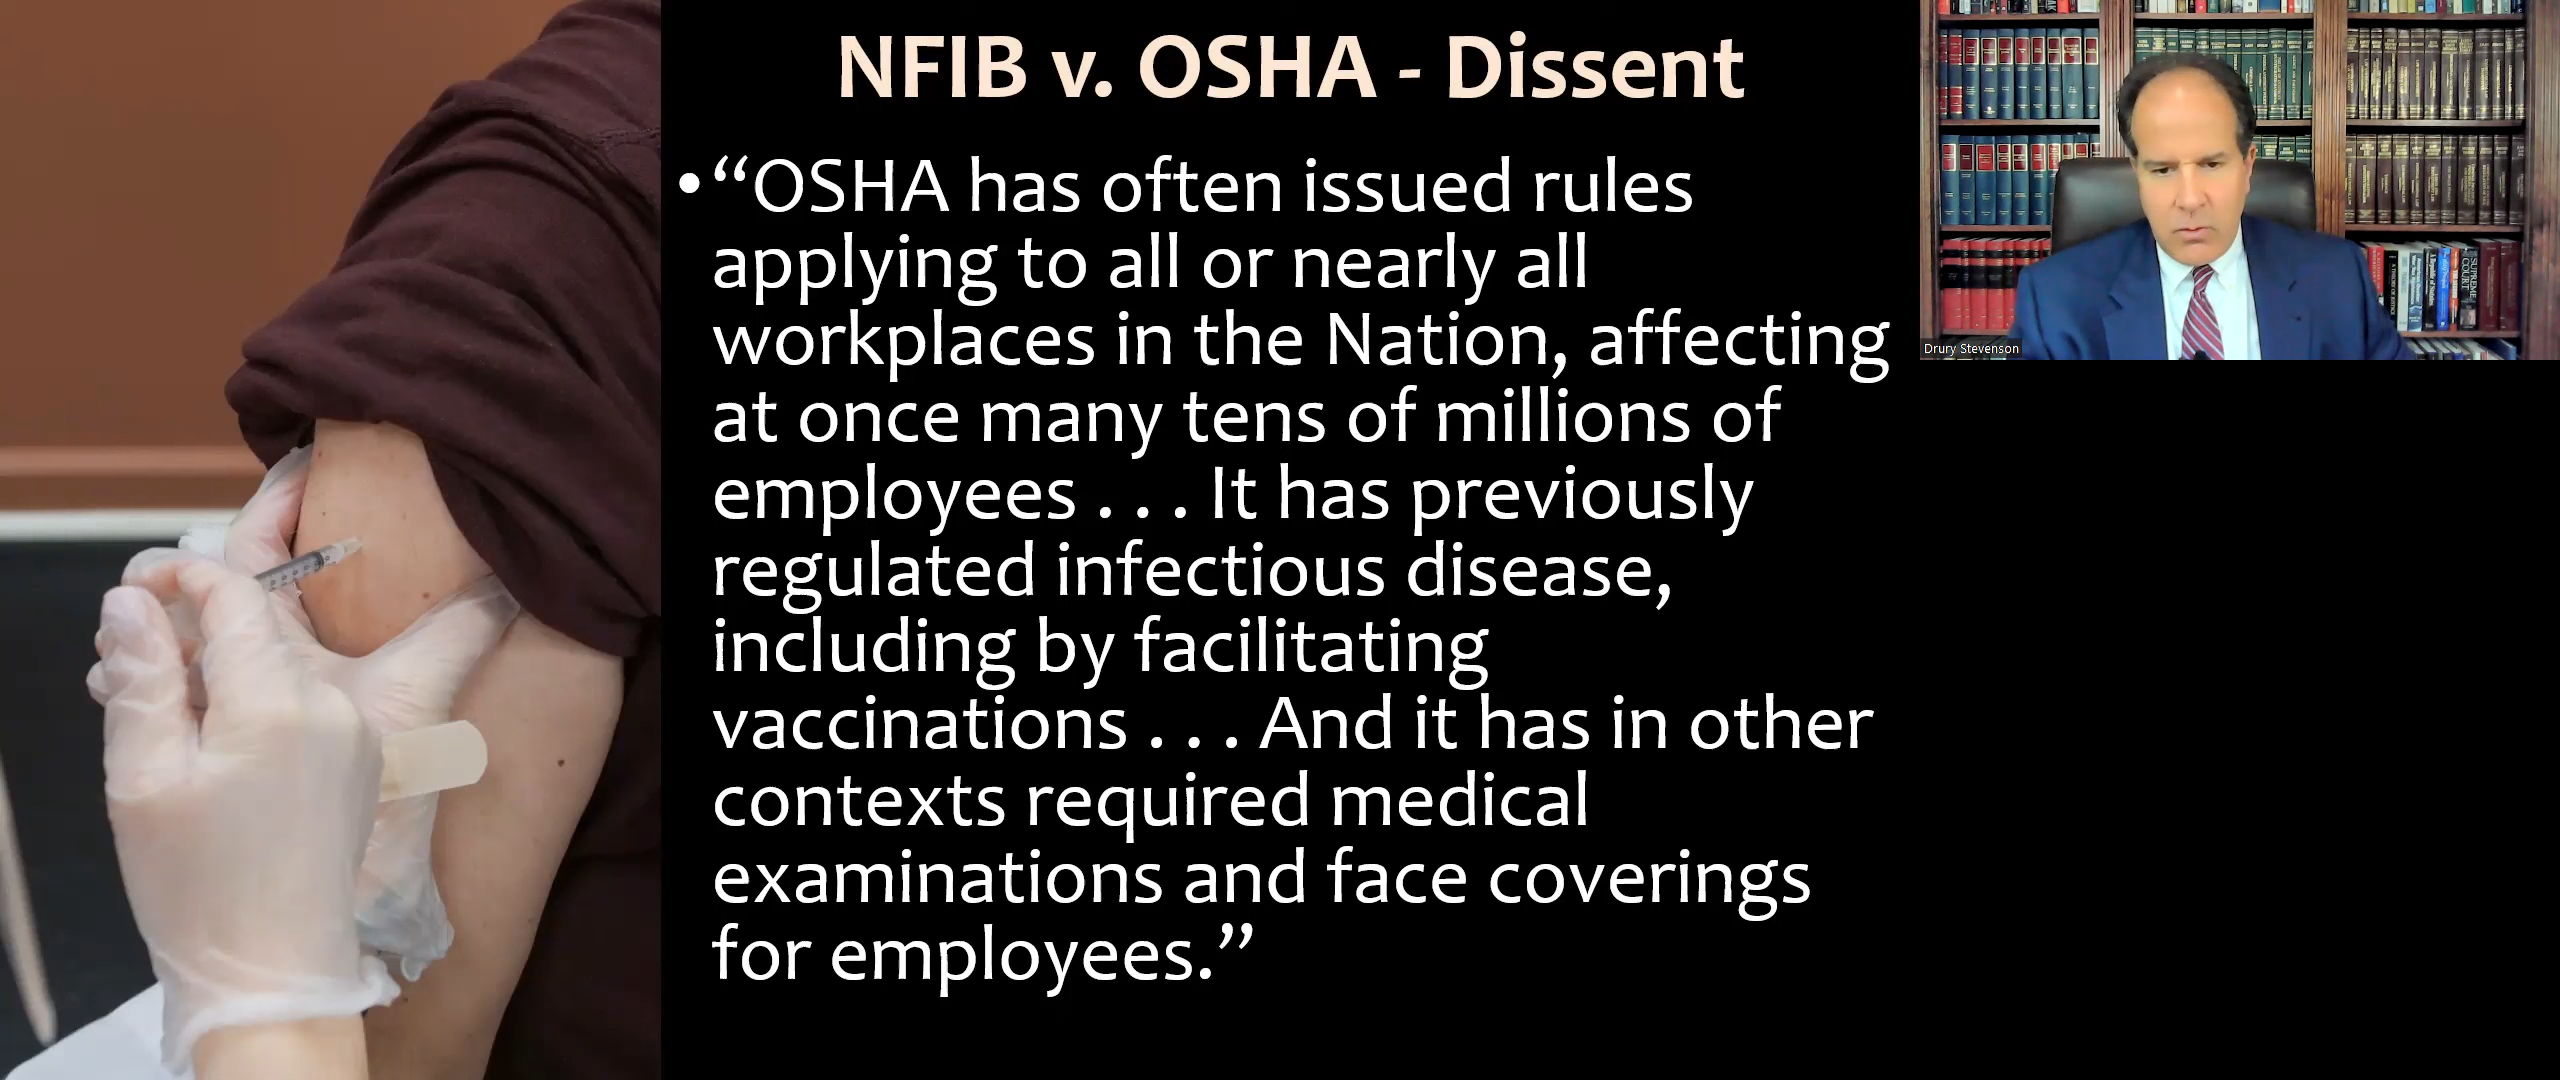 NFIB v. OSHA - Dissent
• “OSHA has often issued rules
applying to all or nearly all
workplaces in the Nation, affecting
at once many tens of millions of
employees . . . It has previously
regulated infectious disease,
including by facilitating
vaccinations . . . And it has in other
contexts required medical
examinations and face coverings
for employees.”
Drury Stevenson
SUPREME
COURT